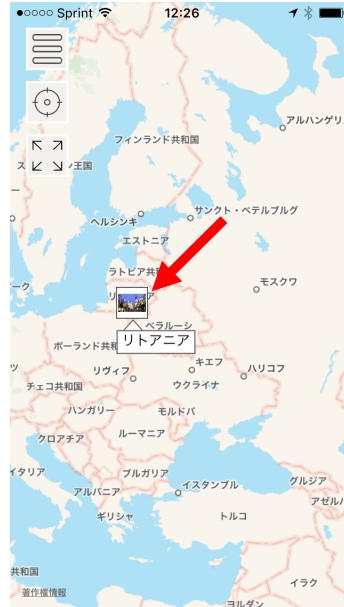 ●○○○○ Sprint 12:26
アルハンゲリ
フィンランド共和国
ス
ン王国
ヘルシンキ
サンクト・ペテルブルグ
エストニア
ラトビア共
モスクワ
リ
ア
ーク
ベラルーシ
リトアニア
ポーランド共和
キエフ
ハリコフ
ツ
リヴィフ
チェコ共和国
ウクライナ
ハンガリー
モルドバ
クロアチア
ルーマニア
イタリア
ブルガリア
グルジア
アルバニア
イスタンブル
アゼルバ
ギリシャ
トルコ
共和国
イラク
著作権情報
ヨルダン